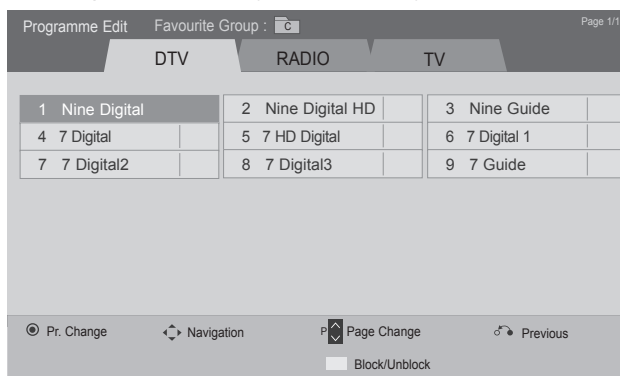 Programme Edit Favourite Group : C Page 1/1
DTV RADIO TV
1 Nine Digital 2 Nine Digital HD 3 Nine Guide
4 7 Digital 5 7 HD Digital 6 7 Digital 1
7 7 Digital2 8 7 Digital3 9 7 Guide
Pr. Change Navigation P Page Change Previous
Block/Unblock